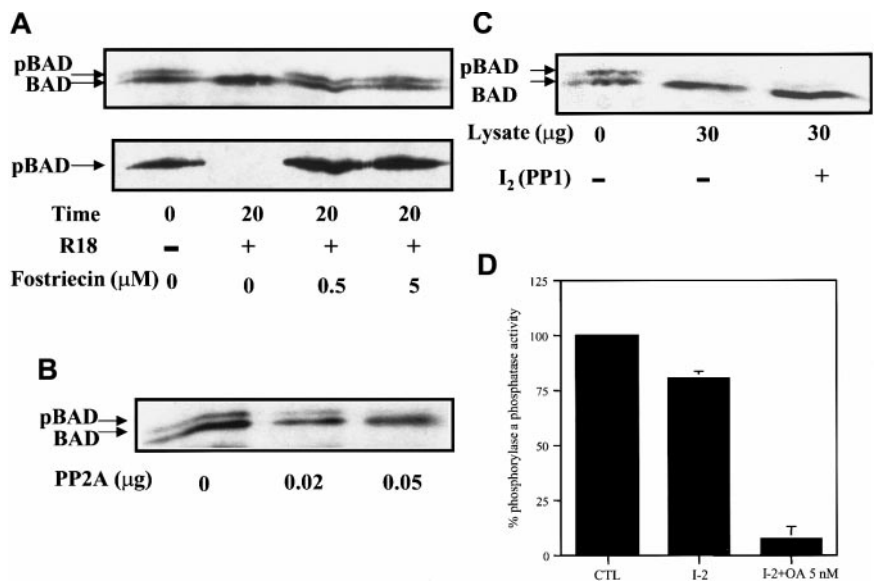 A
pBAD
BAD
pBAD
Time 0 20 20 20
R18 - + + +
Fostriecin (μM) 0 0 0.5 5
B
pBAD
BAD
PP2A (μg) 0 0.02 0.05
C
pBAD
BAD
Lysate (μg) 0 30 30
I2 (PP1) - - +
D
% phosphorylase a phosphatase activity
125
100
75
50
25
0
CTL I-2 I-2+OA 5 nM